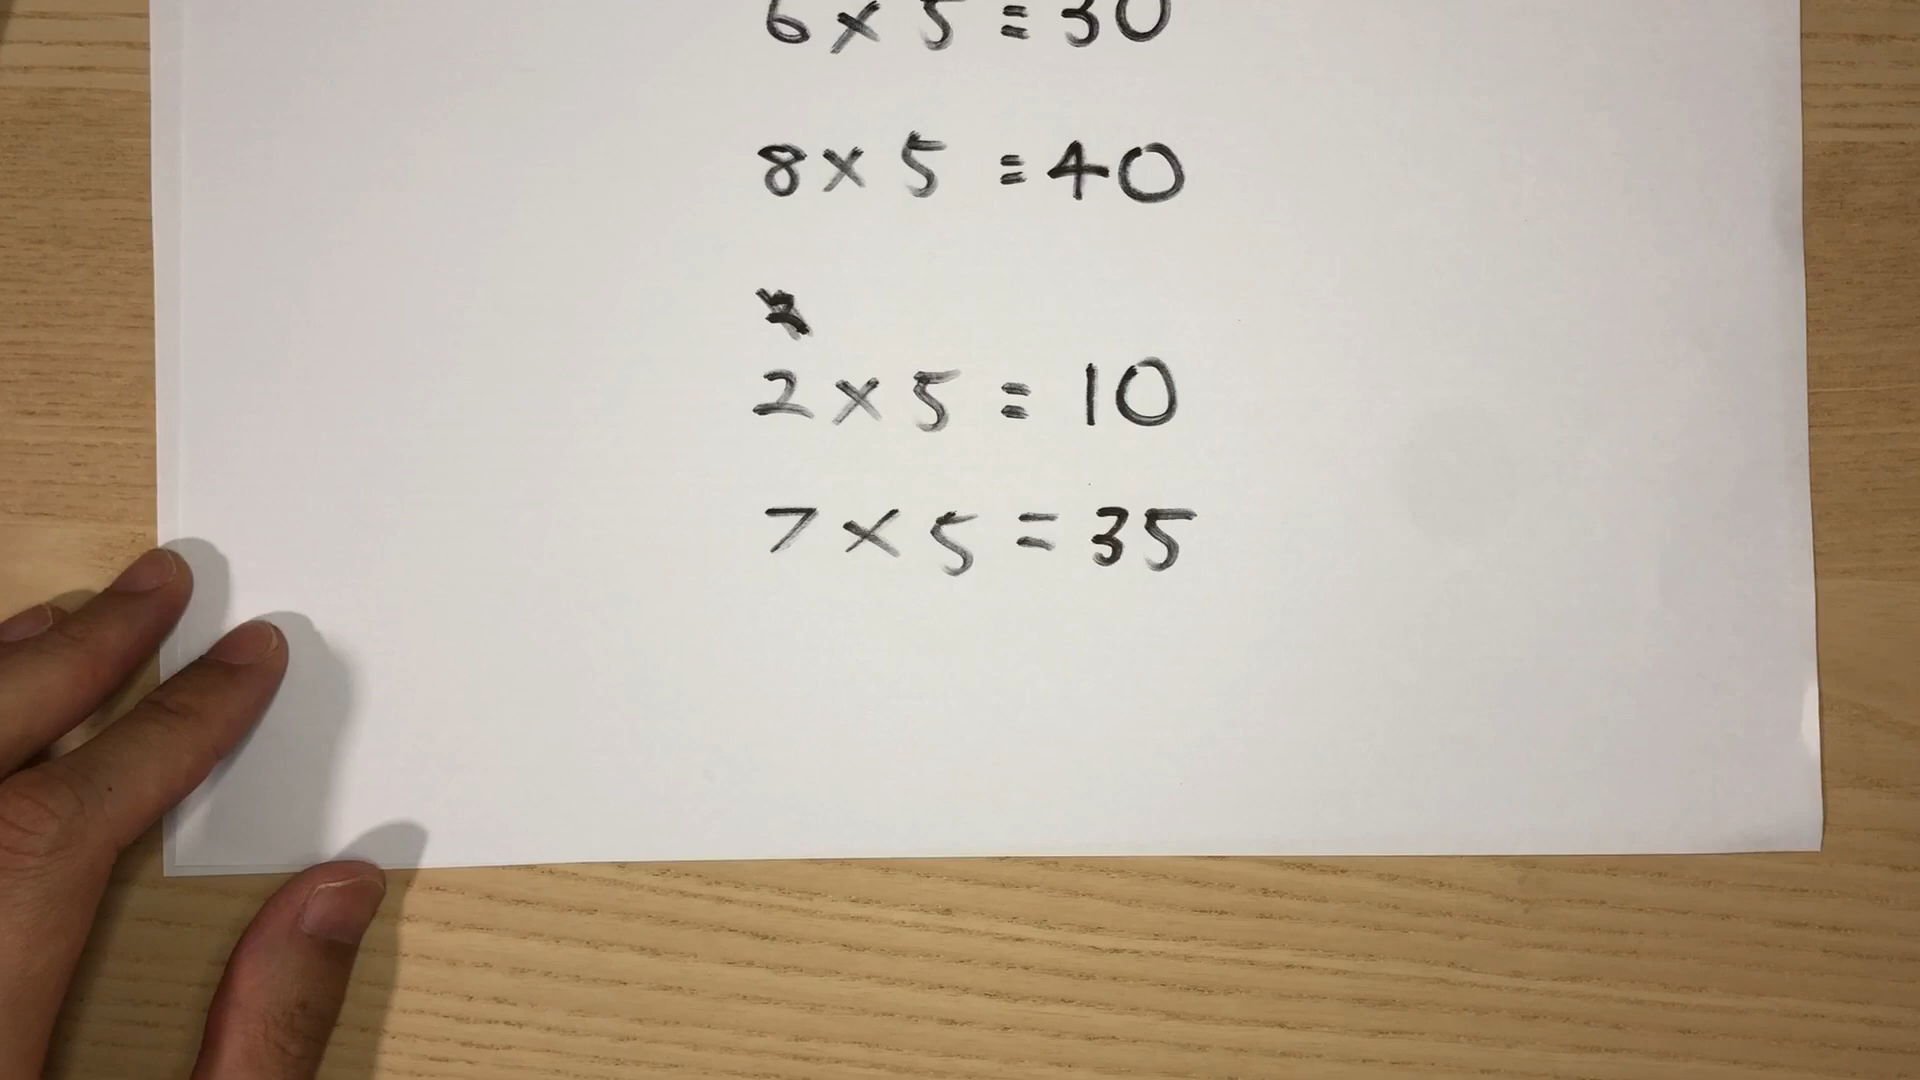 6 × 5 = 30
8 × 5 = 40
2 × 5 = 10
7 × 5 = 35